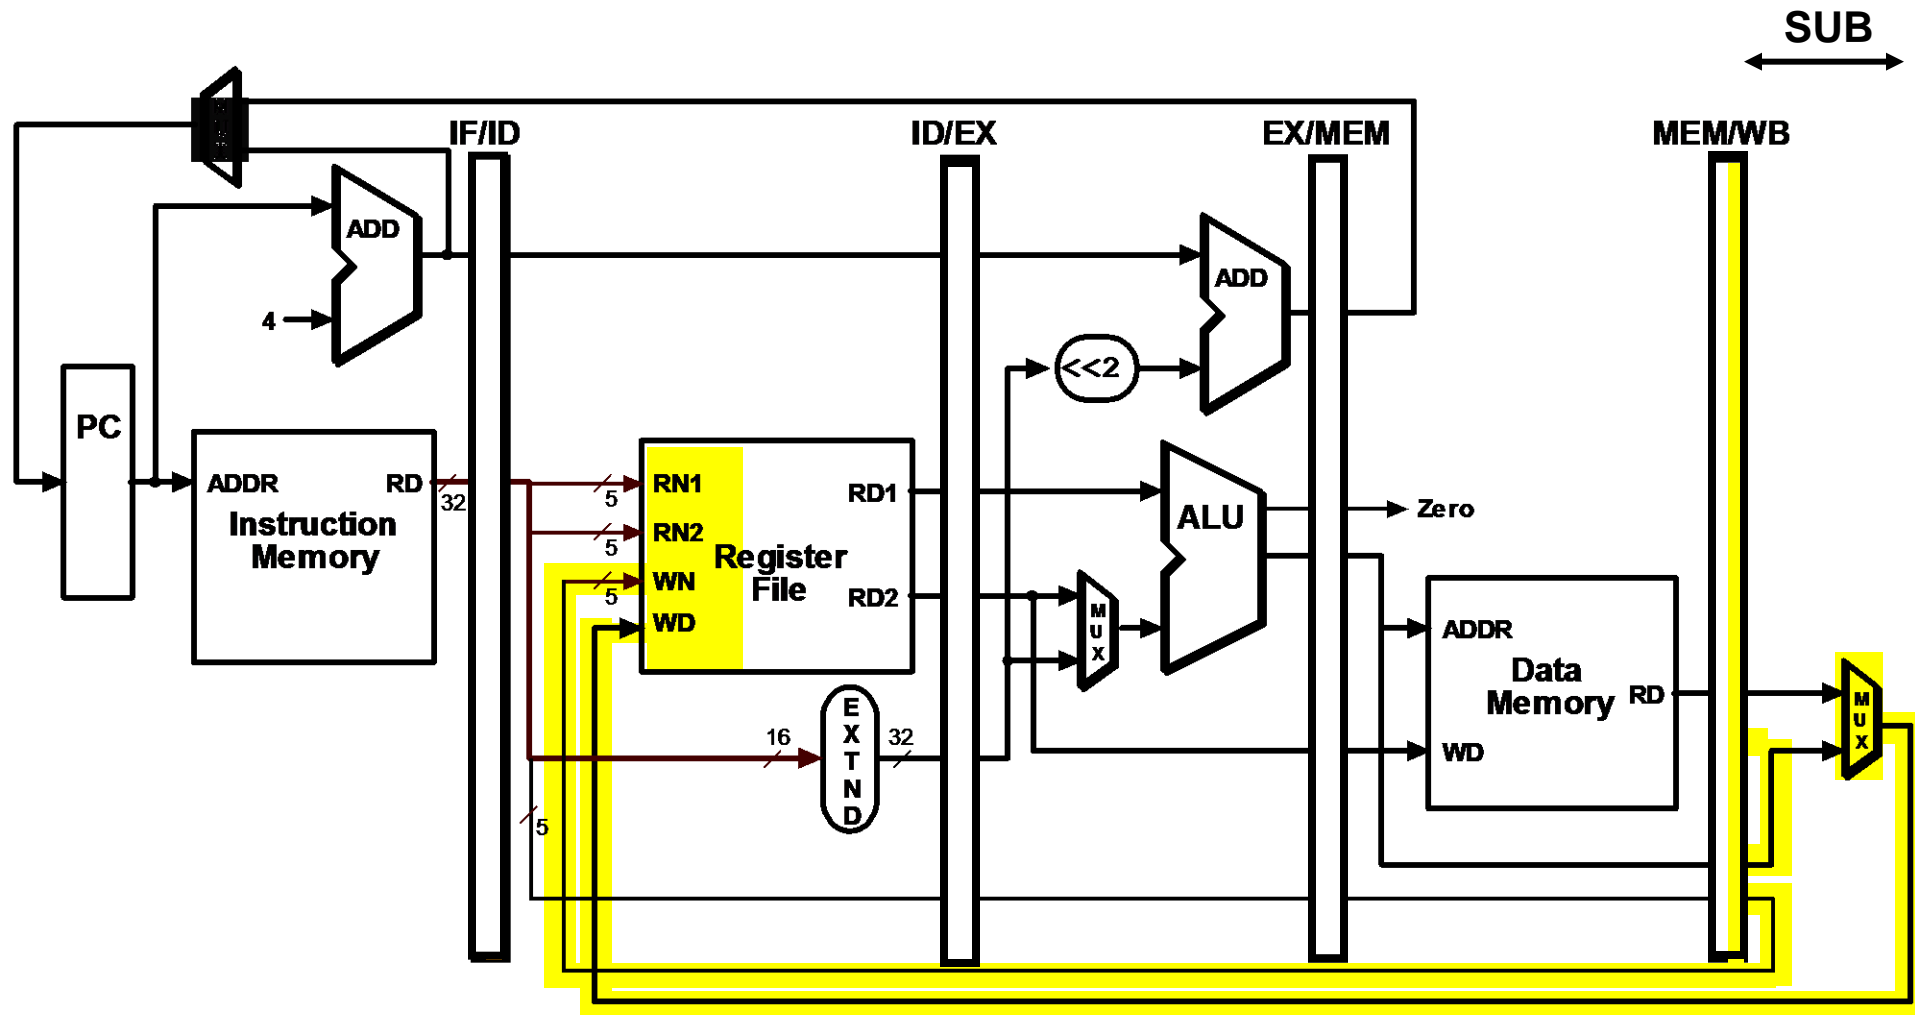 SUB
IF/ID
ID/EX
EX/MEM
MEM/WB
ADD
4
ADD
<<2
PC
ADDR
RD
32
Instruction
Memory
5
RN1
5
RN2
5
WN
WD
Register
File
RD1
RD2
ALU
Zero
M
U
X
ADDR
Data
Memory
RD
WD
M
U
X
16
E
X
T
N
D
32
5